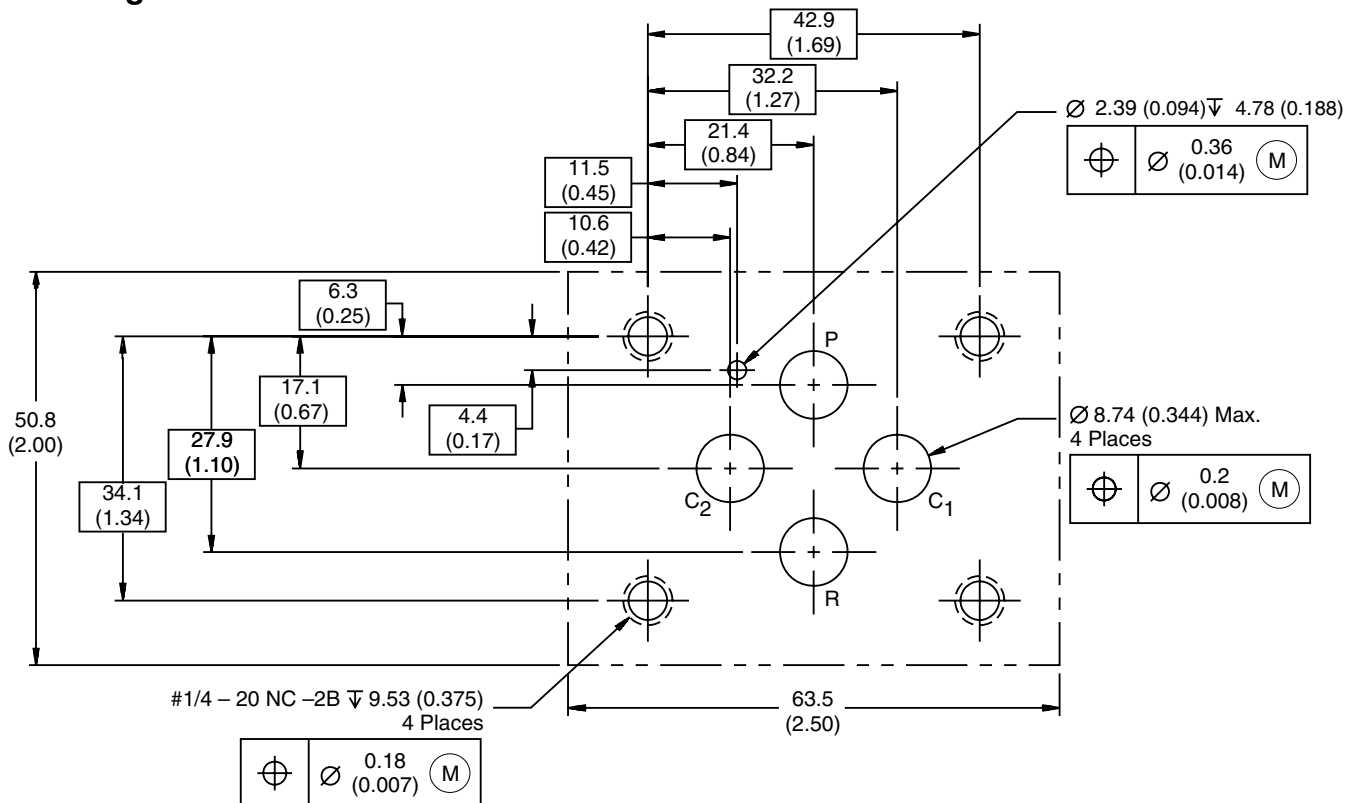 42.9
(1.69)
32.2
(1.27)
⌀ 2.39 (0.094)↧ 4.78 (0.188)
21.4
(0.84)
⌖ ⌀ 0.36
(0.014) Ⓜ
11.5
(0.45)
10.6
(0.42)
6.3
(0.25)
P
17.1
(0.67)
4.4
(0.17)
50.8
(2.00)
27.9
(1.10)
⌀ 8.74 (0.344) Max.
4 Places
⌖ ⌀ 0.2
(0.008) Ⓜ
34.1
(1.34)
C2
C1
R
#1/4 – 20 NC –2B ↧ 9.53 (0.375)
4 Places
⌖ ⌀ 0.18
(0.007) Ⓜ
63.5
(2.50)